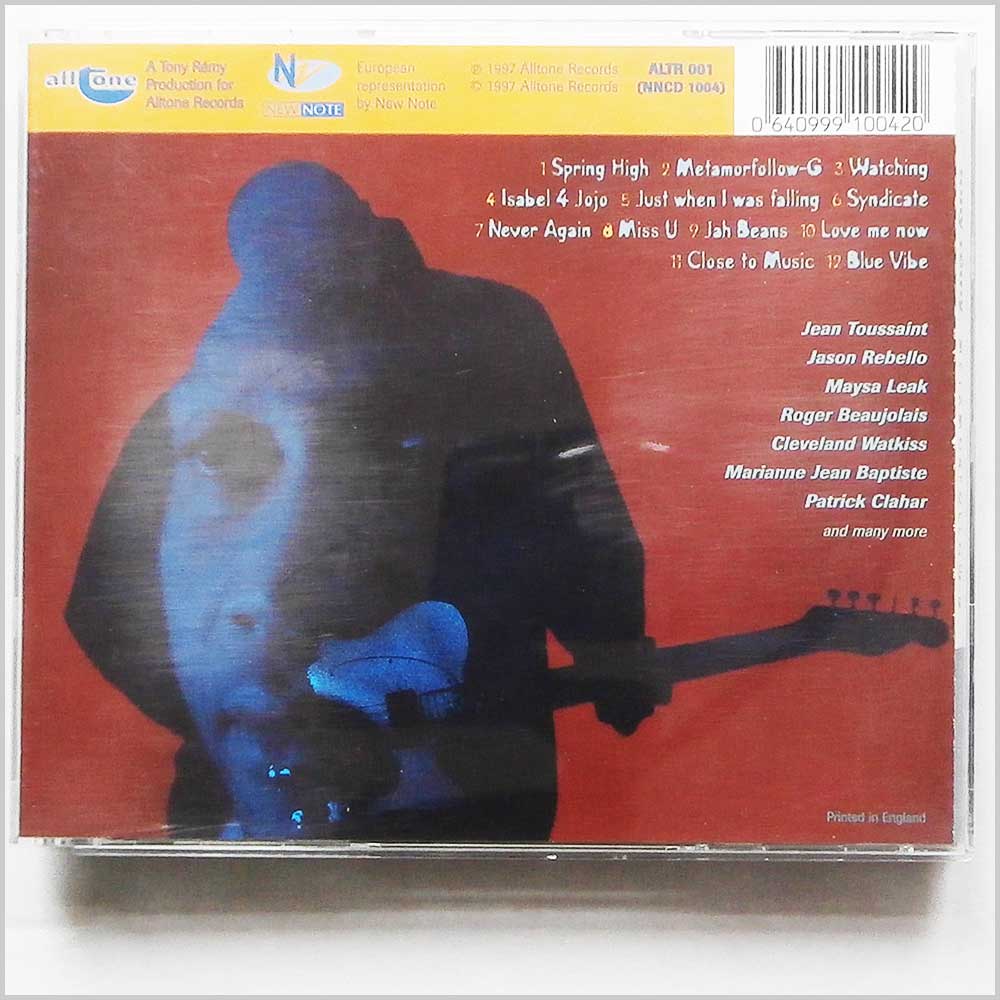 all tone
A Tony Rémy
Production for
Alltone Records
NEW NOTE
European
representation
by New Note
℗ 1997 Alltone Records
© 1997 Alltone Records
ALTR 001
(NNCD 1004)
0 640999 100420
1 Spring High 2 Metamorfollow-G 3 Watching
4 Isabel 4 Jojo 5 Just when I was falling 6 Syndicate
7 Never Again 8 Miss U 9 Jah Beans 10 Love me now
11 Close to Music 12 Blue Vibe
Jean Toussaint
Jason Rebello
Maysa Leak
Roger Beaujolais
Cleveland Watkiss
Marianne Jean Baptiste
Patrick Clahar
and many more
Printed in England